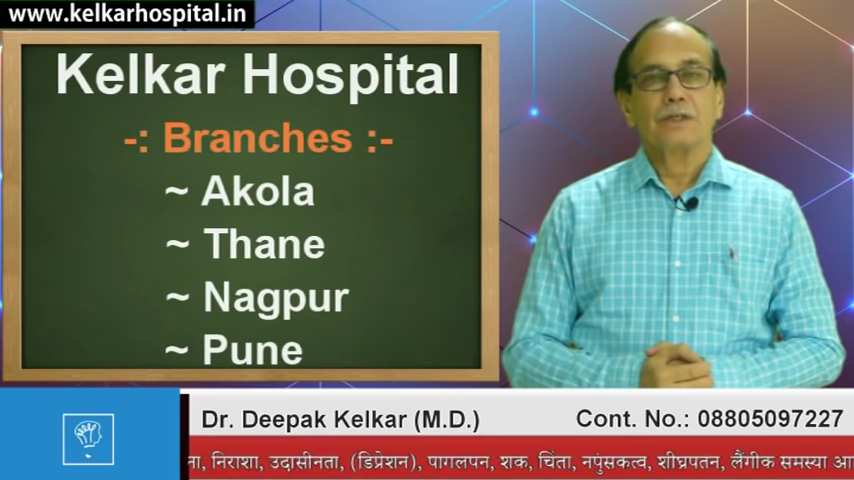 www.kelkarhospital.in
Kelkar Hospital
-: Branches :-
~ Akola
~ Thane
~ Nagpur
~ Pune
Dr. Deepak Kelkar (M.D.)
Cont. No.: 08805097227
निराशा, उदासीनता, (डिप्रेशन), पागलपन, शक, चिंता, नपुंसकत्व, शीघ्रपतन, लैंगीक समस्या